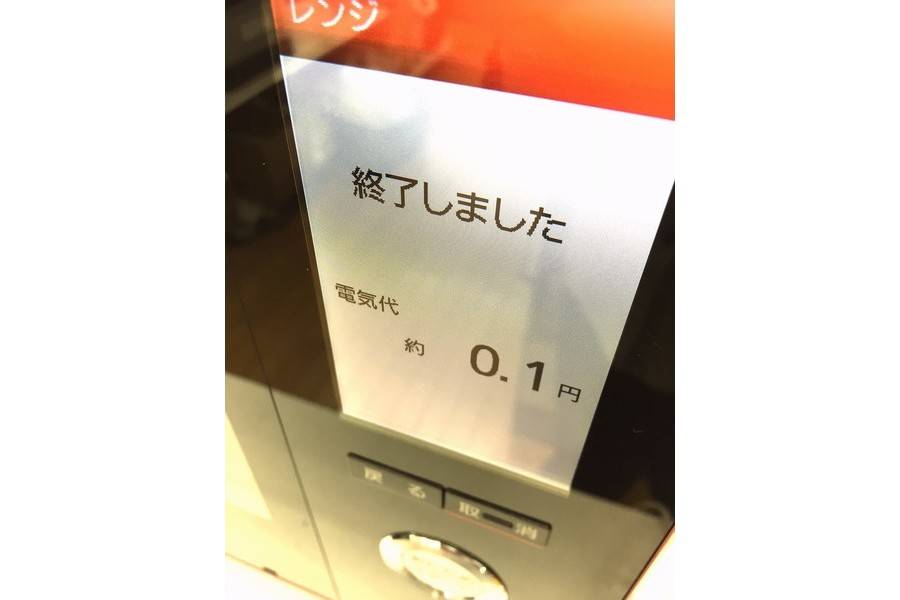 レンジ
終了しました
電気代
約 0.1円
戻る 取消